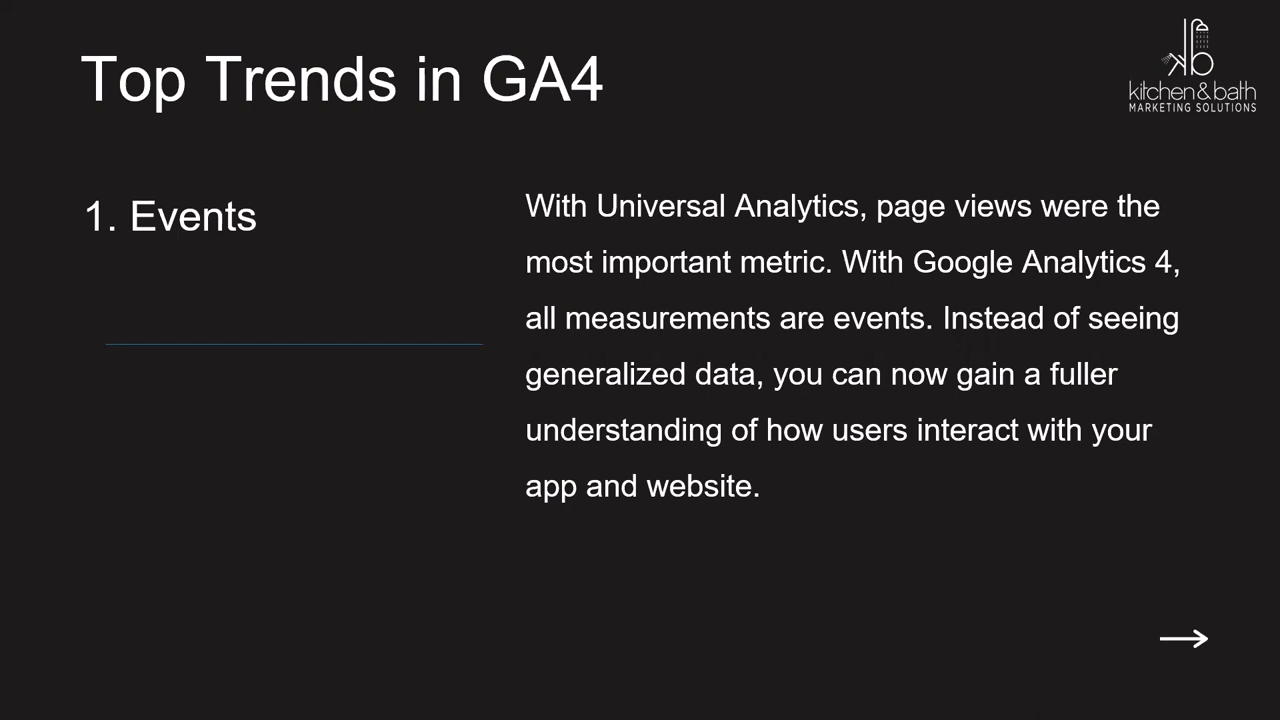 Top Trends in GA4
kb
kitchen&bath
MARKETING SOLUTIONS
1. Events
With Universal Analytics, page views were the
most important metric. With Google Analytics 4,
all measurements are events. Instead of seeing
generalized data, you can now gain a fuller
understanding of how users interact with your
app and website.